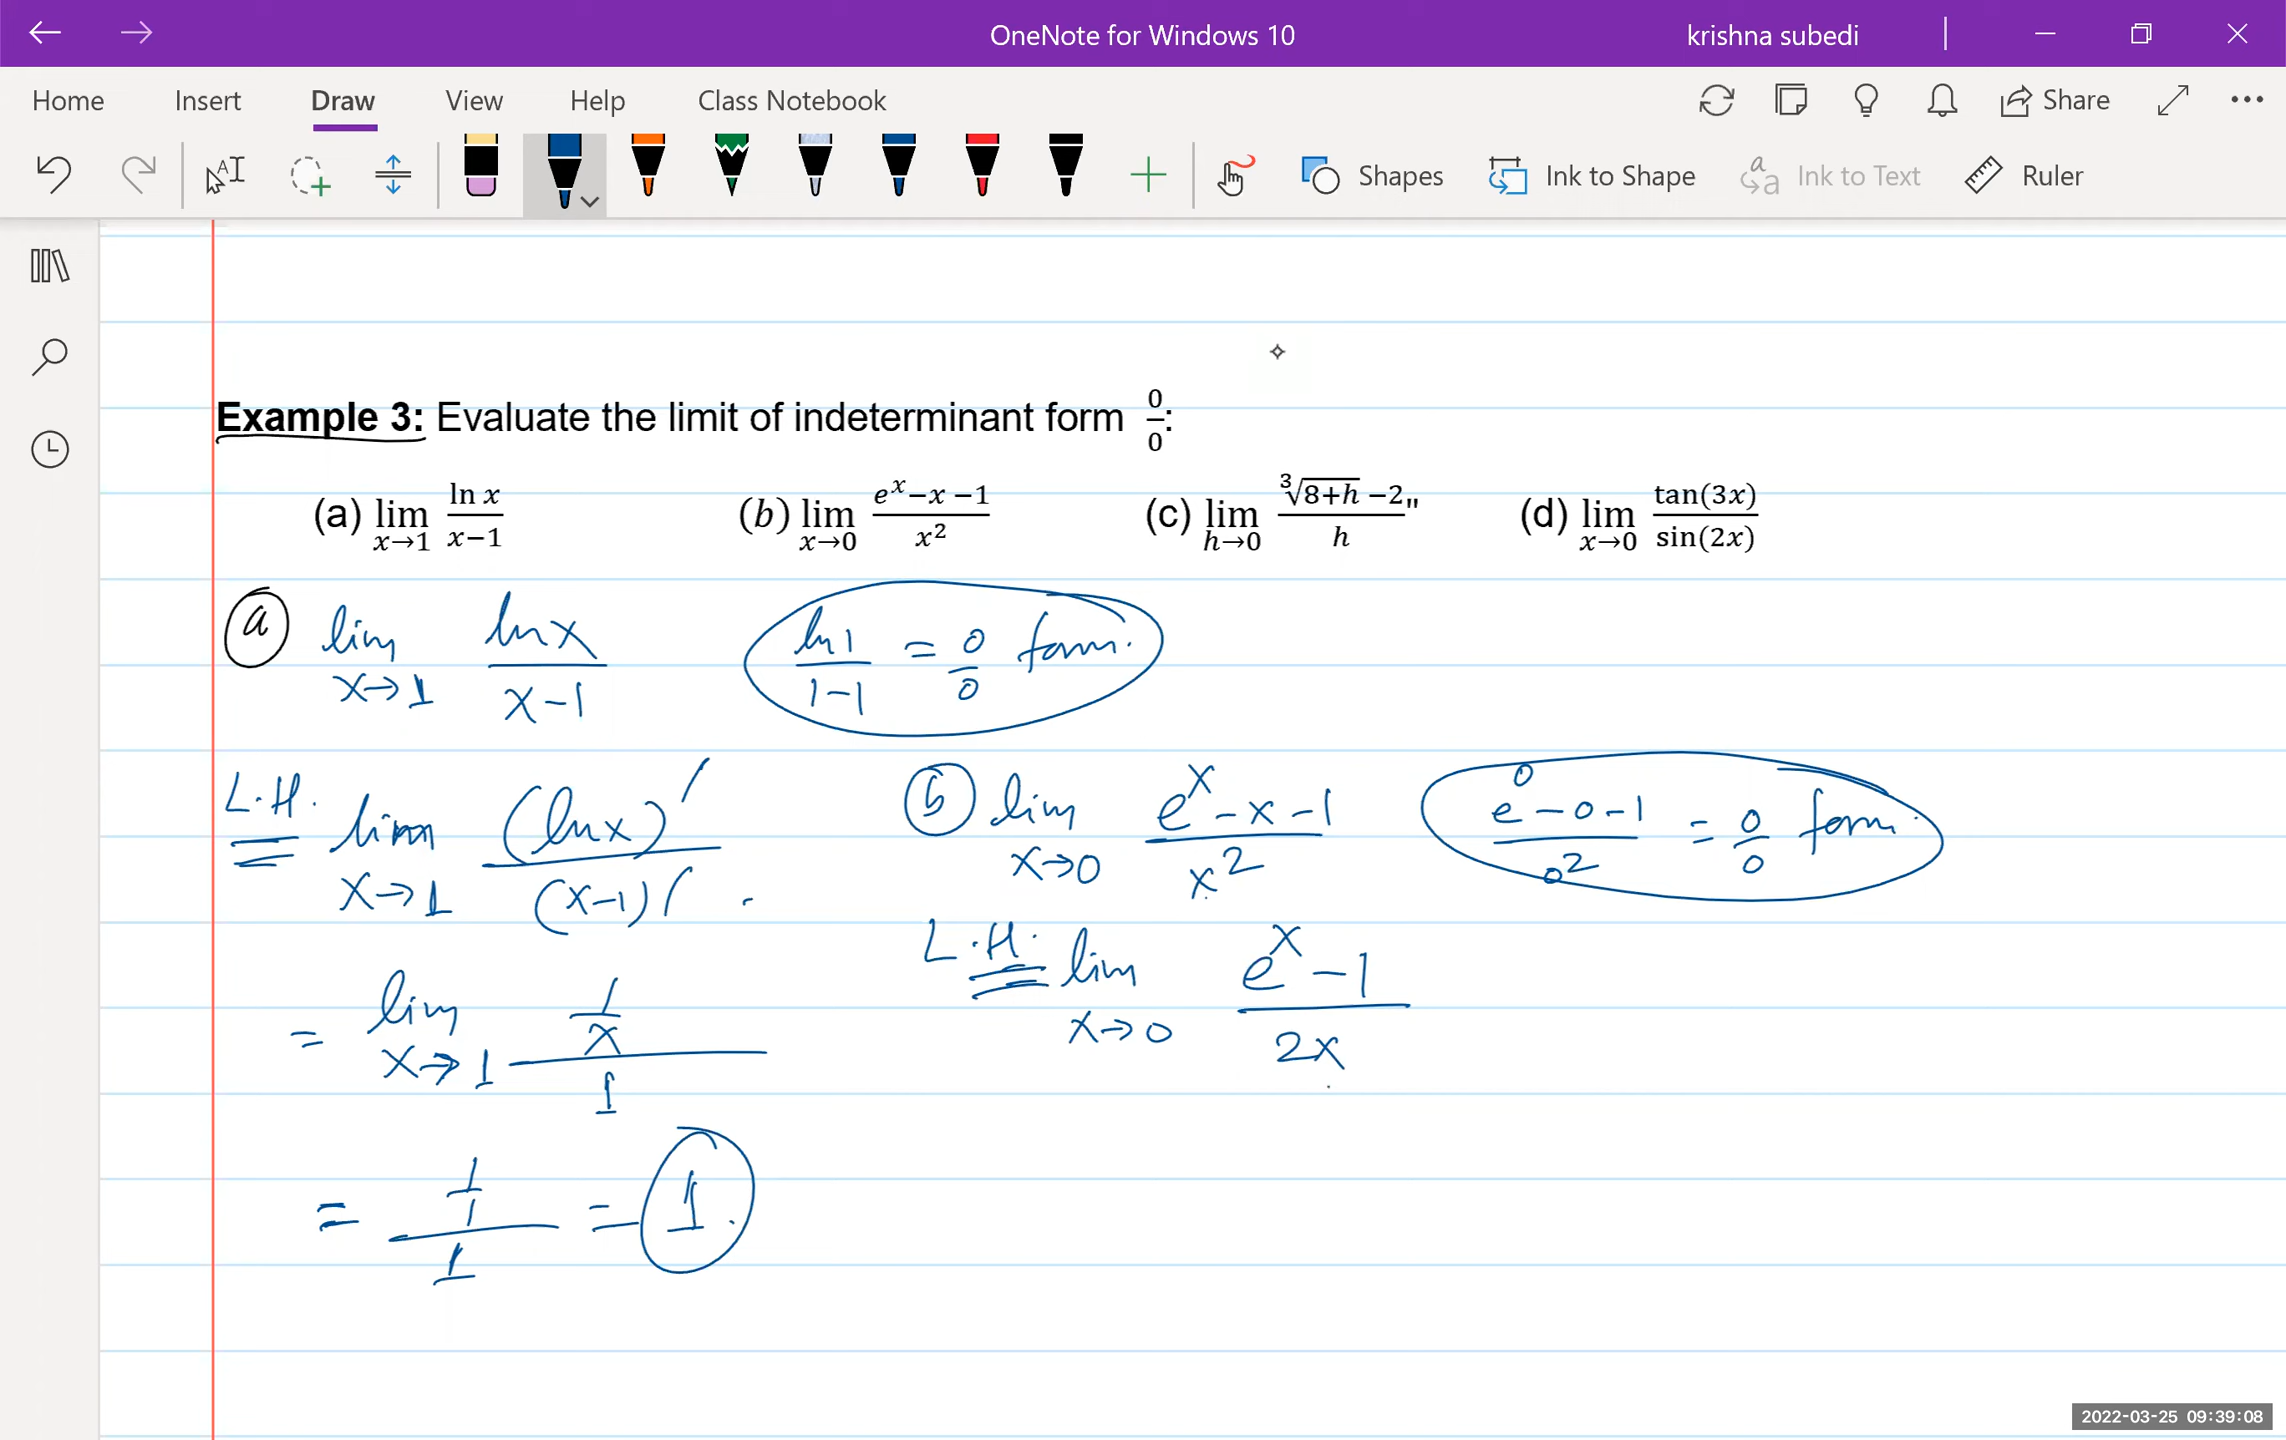 OneNote for Windows 10
krishna subedi
Home Insert Draw View Help Class Notebook Share
Shapes Ink to Shape Ink to Text Ruler
Example 3: Evaluate the limit of indeterminant form 0/0:
(a) lim x→1 ln x / x−1 (b) lim x→0 e^x−x −1 / x² (c) lim h→0 ∛8+h −2" / h (d) lim x→0 tan(3x) / sin(2x)
a lim x→1 ln x / x−1 ln 1 / 1−1 = 0/0 form.
L.H. = lim x→1 (ln x)′ / (x−1)′ .
b lim x→0 e^x − x − 1 / x² e^0 − 0 − 1 / 0² = 0/0 form.
L.H. = lim x→0 e^x − 1 / 2x
= lim x→1 1/x / 1
= 1/1 / 1 = 1.
2022-03-25 09:39:08